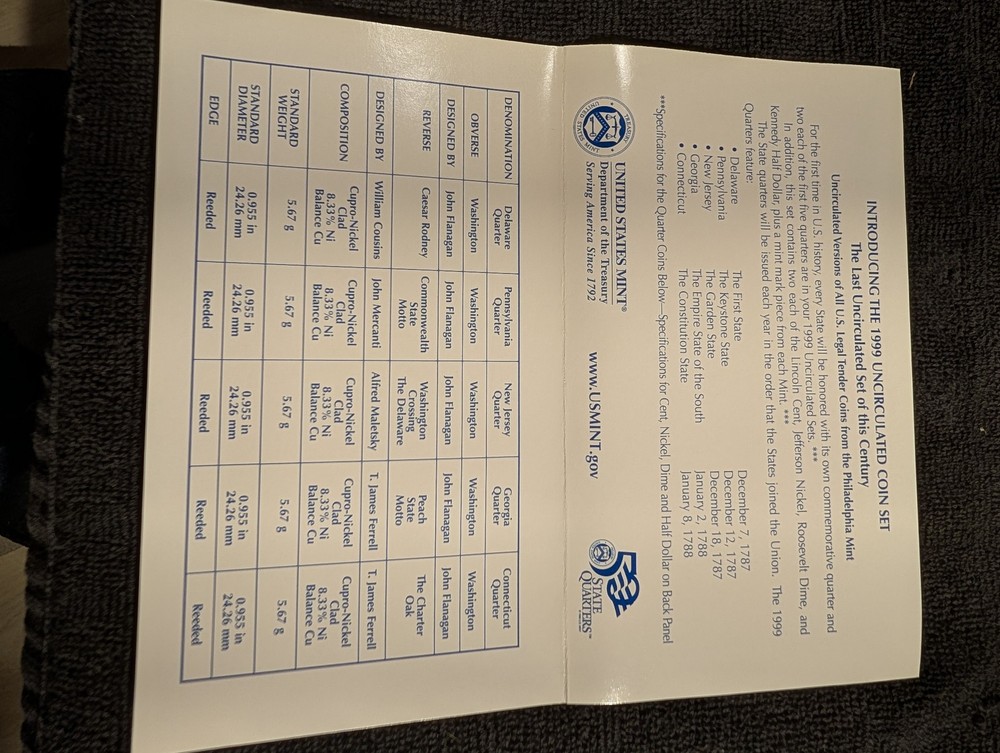 INTRODUCING THE 1999 UNCIRCULATED COIN SET
The Last Uncirculated Set of this Century
Uncirculated Versions of All U.S. Legal Tender Coins from the Philadelphia Mint
For the first time in U.S. history, every State will be honored with its own commemorative quarter and
two each of the first five quarters are in your 1999 Uncirculated Sets. ***
In addition, this set contains two each of the Lincoln Cent, Jefferson Nickel, Roosevelt Dime, and
Kennedy Half Dollar, plus a mint mark piece from each Mint. ***
The State quarters will be issued each year in the order that the States joined the Union. The 1999
Quarters feature:
• Delaware The First State December 7, 1787
• Pennsylvania The Keystone State December 12, 1787
• New Jersey The Garden State December 18, 1787
• Georgia The Empire State of the South January 2, 1788
• Connecticut The Constitution State January 8, 1788
***Specifications for the Quarter Coins Below—Specifications for Cent, Nickel, Dime and Half Dollar on Back Panel
UNITED STATES MINT®
Department of the Treasury
Serving America Since 1792
www.USMINT.gov
50
STATE
QUARTERS™
TREASURY
UNITED STATES MINT
DENOMINATION Delaware Quarter Pennsylvania Quarter New Jersey Quarter Georgia Quarter Connecticut Quarter
OBVERSE Washington Washington Washington Washington Washington
DESIGNED BY John Flanagan John Flanagan John Flanagan John Flanagan John Flanagan
REVERSE Caesar Rodney Commonwealth State Motto Washington Crossing The Delaware Peach State Motto The Charter Oak
DESIGNED BY William Cousins John Mercanti Alfred Maletsky T. James Ferrell T. James Ferrell
COMPOSITION Cupro-Nickel Clad 8.33% Ni Balance Cu Cupro-Nickel Clad 8.33% Ni Balance Cu Cupro-Nickel Clad 8.33% Ni Balance Cu Cupro-Nickel Clad 8.33% Ni Balance Cu Cupro-Nickel Clad 8.33% Ni Balance Cu
STANDARD WEIGHT 5.67 g 5.67 g 5.67 g 5.67 g 5.67 g
STANDARD DIAMETER 0.955 in 24.26 mm 0.955 in 24.26 mm 0.955 in 24.26 mm 0.955 in 24.26 mm 0.955 in 24.26 mm
EDGE Reeded Reeded Reeded Reeded Reeded